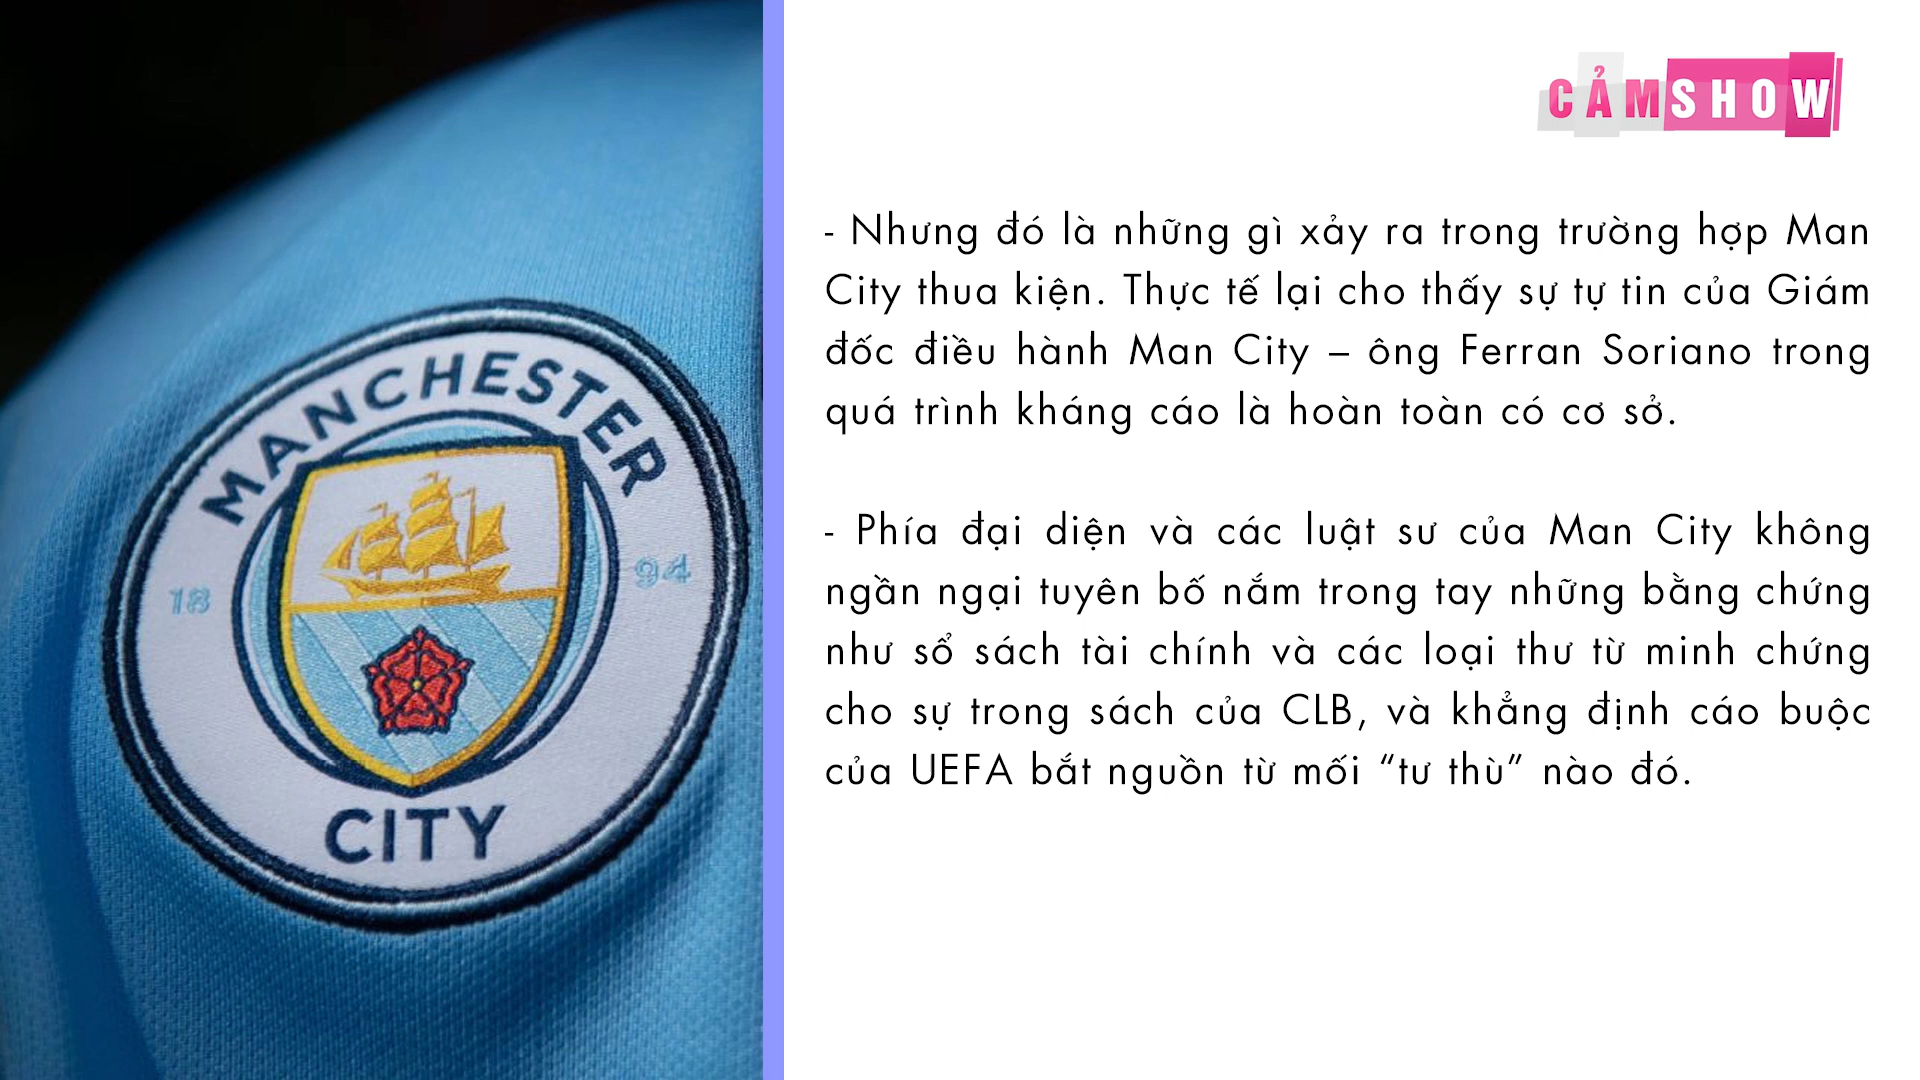 MANCHESTER
18 94
CITY
CẢMSHOW
- Nhưng đó là những gì xảy ra trong trường hợp Man
City thua kiện. Thực tế lại cho thấy sự tự tin của Giám
đốc điều hành Man City – ông Ferran Soriano trong
quá trình kháng cáo là hoàn toàn có cơ sở.
- Phía đại diện và các luật sư của Man City không
ngần ngại tuyên bố nắm trong tay những bằng chứng
như sổ sách tài chính và các loại thư từ minh chứng
cho sự trong sách của CLB, và khẳng định cáo buộc
của UEFA bắt nguồn từ mối “tư thù” nào đó.